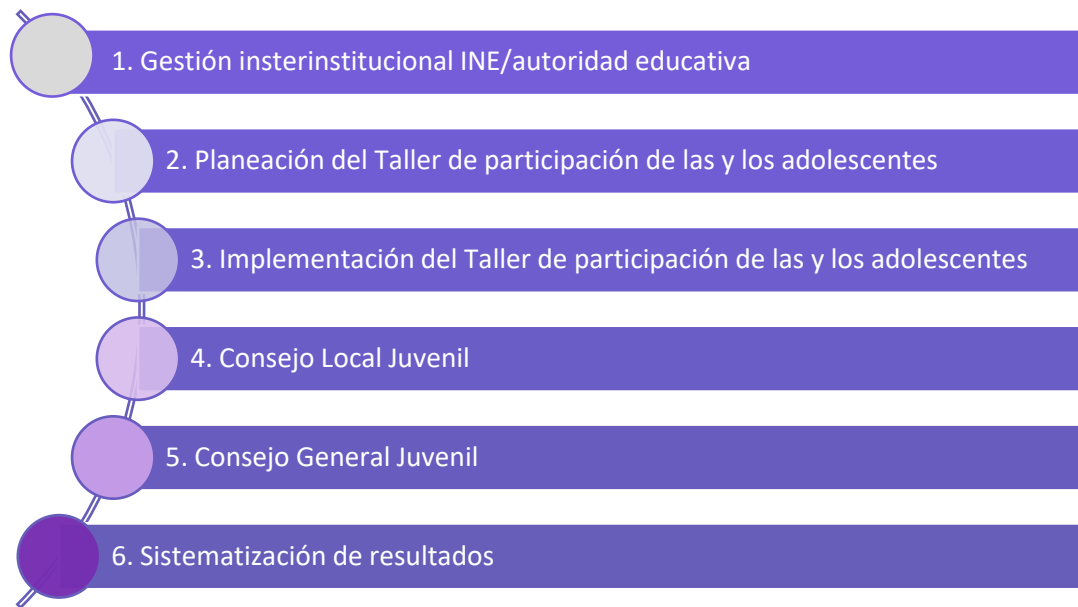 1. Gestión insterinstitucional INE/autoridad educativa
2. Planeación del Taller de participación de las y los adolescentes
3. Implementación del Taller de participación de las y los adolescentes
4. Consejo Local Juvenil
5. Consejo General Juvenil
6. Sistematización de resultados